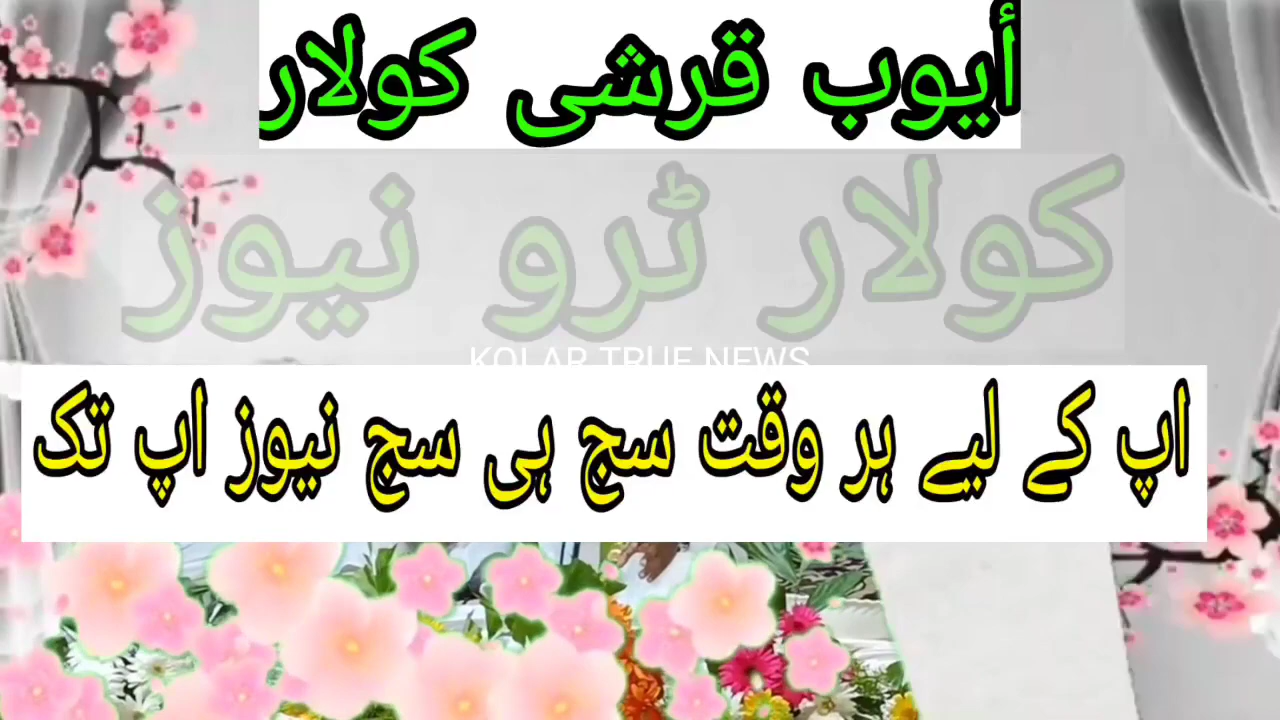 أیوب قرشی کولار
کولار ٹرو نیوز
KOLAR TRUE NEWS
اپ کے لیے ہر وقت سچ ہی سچ نیوز اپ تک